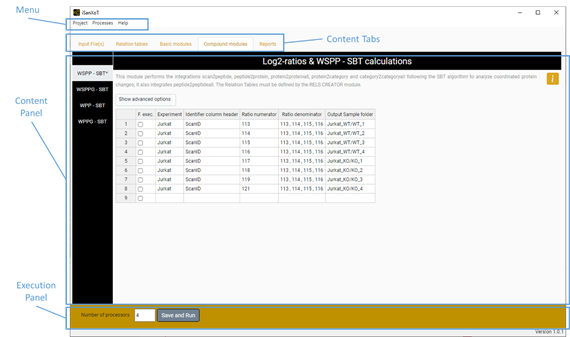 Menu
iSanXoT
Project Processes Help
Content Tabs
Input File(s) Relation tables Basic modules Compound modules Reports
Log2-ratios & WSPP - SBT calculations
WSPP - SBT*
WSPPG - SBT
WPP - SBT
WPPG - SBT
This module performs the integrations scan2peptide, peptide2protein, protein2proteinall, protein2category and category2categoryall following the SBT algorithm to analyze coordinated protein
changes; it also integrates peptide2peptideall. The Relation Tables must be defined by the RELS CREATOR module.
i
Show advanced options
Content
Panel
F. exec. Experiment Identifier column header Ratio numerator Ratio denominator Output Sample folder
1 Jurkat ScanID 113 113 , 114 , 115 , 116 Jurkat_WT/WT_1
2 Jurkat ScanID 114 113 , 114 , 115 , 116 Jurkat_WT/WT_2
3 Jurkat ScanID 115 113 , 114 , 115 , 116 Jurkat_WT/WT_3
4 Jurkat ScanID 116 113 , 114 , 115 , 116 Jurkat_WT/WT_4
5 Jurkat ScanID 117 113 , 114 , 115 , 116 Jurkat_KO/KO_1
6 Jurkat ScanID 118 113 , 114 , 115 , 116 Jurkat_KO/KO_2
7 Jurkat ScanID 119 113 , 114 , 115 , 116 Jurkat_KO/KO_3
8 Jurkat ScanID 121 113 , 114 , 115 , 116 Jurkat_KO/KO_4
9
Execution
Panel
Number of processors 4 Save and Run
Version 1.0.1